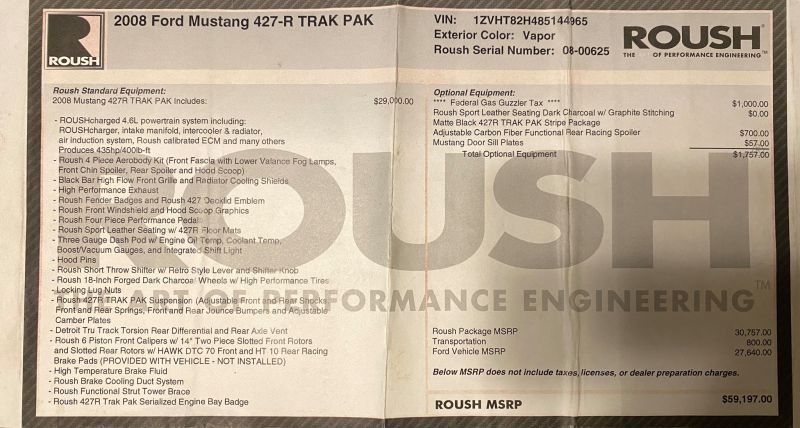 ROUSH
2008 Ford Mustang 427-R TRAK PAK
VIN: 1ZVHT82H485144965
Exterior Color: Vapor
Roush Serial Number: 08-00625
ROUSH®
THE OF PERFORMANCE ENGINEERING™
Roush Standard Equipment:
2008 Mustang 427R TRAK PAK Includes: $29,000.00
- ROUSHcharged 4.6L powertrain system including:
ROUSHcharger, intake manifold, intercooler & radiator,
air induction system, Roush calibrated ECM and many others
Produces 435hp/400lb-ft
- Roush 4 Piece Aerobody Kit (Front Fascia with Lower Valance Fog Lamps,
Front Chin Spoiler, Rear Spoiler and Hood Scoop)
- Black Bar High Flow Front Grille and Radiator Cooling Shields
- High Performance Exhaust
- Roush Fender Badges and Roush 427 Decklid Emblem
- Roush Front Windshield and Hood Scoop Graphics
- Roush Four Piece Performance Pedals
- Roush Sport Leather Seating w/ 427R Floor Mats
- Three Gauge Dash Pod w/ Engine Oil Temp, Coolant Temp,
Boost/Vacuum Gauges, and Integrated Shift Light
- Hood Pins
- Roush Short Throw Shifter w/ Retro Style Lever and Shifter Knob
- Roush 18-Inch Forged Dark Charcoal Wheels w/ High Performance Tires
- Locking Lug Nuts
- Roush 427R TRAK PAK Suspension (Adjustable Front and Rear Shocks,
Front and Rear Springs, Front and Rear Jounce Bumpers and Adjustable
Camber Plates
- Detroit Tru Track Torsion Rear Differential and Rear Axle Vent
- Roush 6 Piston Front Calipers w/ 14" Two Piece Slotted Front Rotors
and Slotted Rear Rotors w/ HAWK DTC 70 Front and HT 10 Rear Racing
Brake Pads (PROVIDED WITH VEHICLE - NOT INSTALLED)
- High Temperature Brake Fluid
- Roush Brake Cooling Duct System
- Roush Functional Strut Tower Brace
- Roush 427R Trak Pak Serialized Engine Bay Badge
Optional Equipment:
**** Federal Gas Guzzler Tax **** $1,000.00
Roush Sport Leather Seating Dark Charcoal w/ Graphite Stitching $0.00
Matte Black 427R TRAK PAK Stripe Package
Adjustable Carbon Fiber Functional Rear Racing Spoiler $700.00
Mustang Door Sill Plates $57.00
Total Optional Equipment $1,757.00
ROUSH
THE ART OF PERFORMANCE ENGINEERING™
Roush Package MSRP 30,757.00
Transportation 800.00
Ford Vehicle MSRP 27,640.00
Below MSRP does not include taxes, licenses, or dealer preparation charges.
ROUSH MSRP $59,197.00